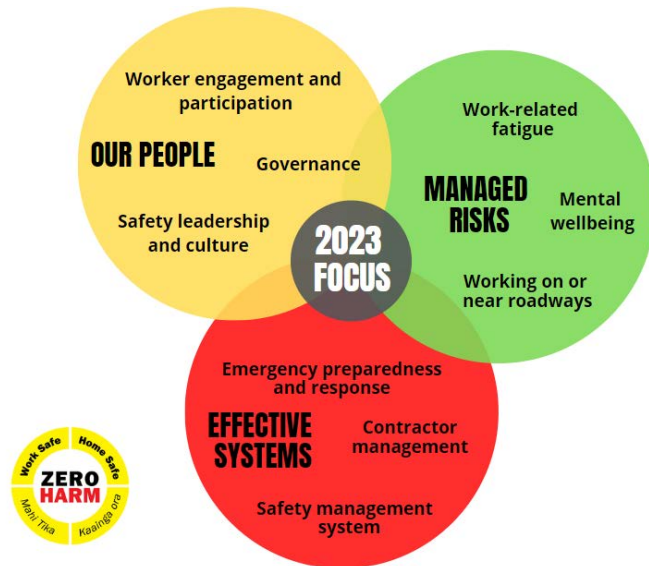 Worker engagement and
participation
OUR PEOPLE
Governance
Safety leadership
and culture
Work-related
fatigue
MANAGED
RISKS
Mental
wellbeing
Working on or
near roadways
2023
FOCUS
Emergency preparedness
and response
EFFECTIVE
SYSTEMS
Contractor
management
Safety management
system
Work Safe
Home Safe
ZERO
HARM
Mahi Tika
Kaainga ora